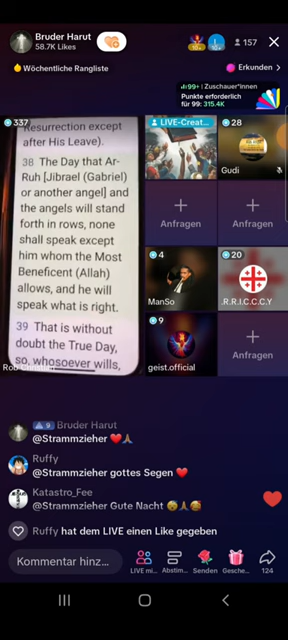 Bruder Harut
58.7K Likes
10+
157
Wöchentliche Rangliste
Erkunden >
99+ | Zuschauer*innen
Punkte erforderlich
für 99: 315.4K
337
Resurrection except
after His Leave).
38 The Day that Ar-
Ruh [Jibrael (Gabriel)
or another angel] and
the angels will stand
forth in rows, none
shall speak except
him whom the Most
Beneficent (Allah)
allows, and he will
speak what is right.
39 That is without
doubt the True Day,
so, whosoever wills,
LIVE-Creat...
28
Gudi
Anfragen
Anfragen
4
ManSo
20
.R.R.I.C.C.C.Y
9
geist.official
Anfragen
9 Bruder Harut
@Strammzieher ❤️🙏🏽
Ruffy
@Strammzieher gottes Segen ❤️
Katastro_Fee
@Strammzieher Gute Nacht 😴🙏🏽🥰
Ruffy hat dem LIVE einen Like gegeben
Kommentar hinz...
LIVE mi...
Abstim...
Senden
Gesche...
124